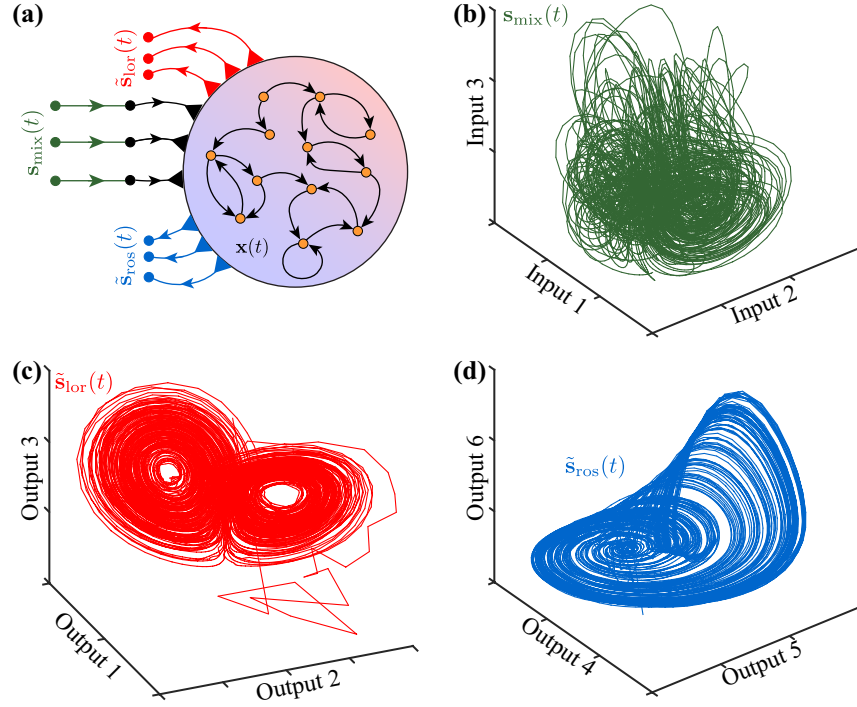 (a)
s̃lor(t)
smix(t)
s̃ros(t)
x(t)
(b)
smix(t)
Input 3
Input 1
Input 2
(c)
s̃lor(t)
Output 3
Output 1
Output 2
(d)
s̃ros(t)
Output 6
Output 4
Output 5